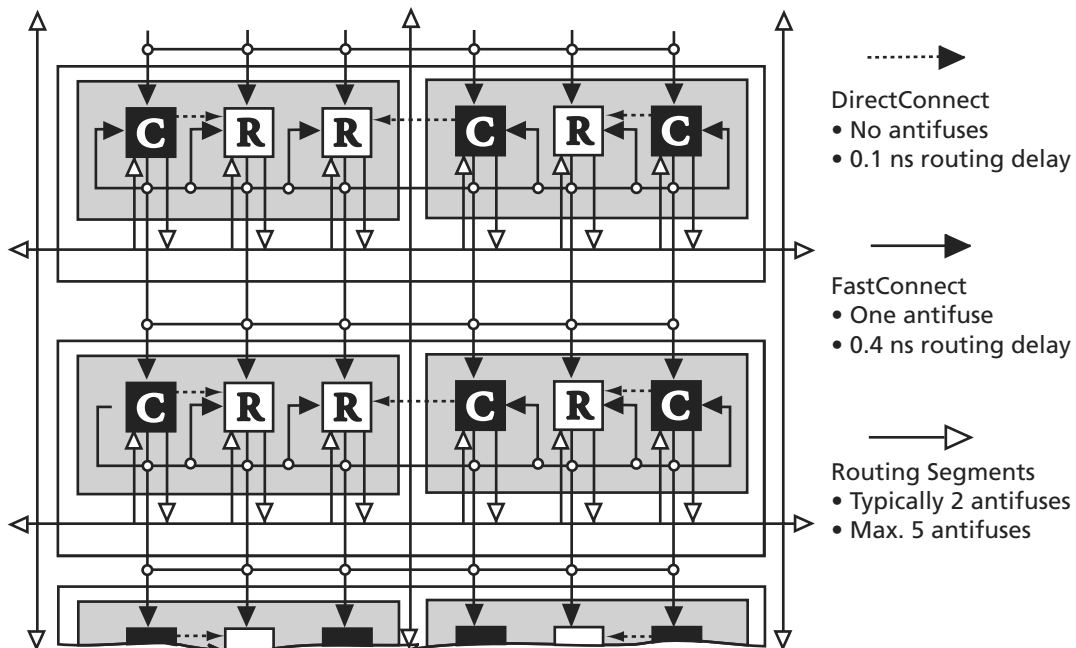 C R R C R C
DirectConnect
• No antifuses
• 0.1 ns routing delay
FastConnect
• One antifuse
• 0.4 ns routing delay
C R R C R C
Routing Segments
• Typically 2 antifuses
• Max. 5 antifuses